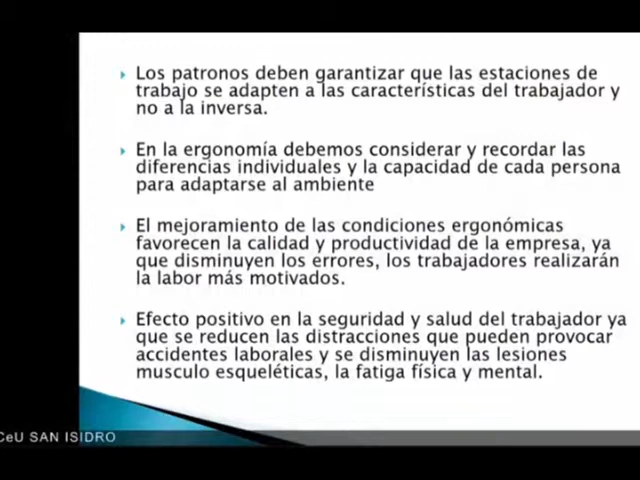 Los patronos deben garantizar que las estaciones de
trabajo se adapten a las características del trabajador y
no a la inversa.
En la ergonomía debemos considerar y recordar las
diferencias individuales y la capacidad de cada persona
para adaptarse al ambiente
El mejoramiento de las condiciones ergonómicas
favorecen la calidad y productividad de la empresa, ya
que disminuyen los errores, los trabajadores realizarán
la labor más motivados.
Efecto positivo en la seguridad y salud del trabajador ya
que se reducen las distracciones que pueden provocar
accidentes laborales y se disminuyen las lesiones
musculo esqueléticas, la fatiga física y mental.
CeU SAN ISIDRO